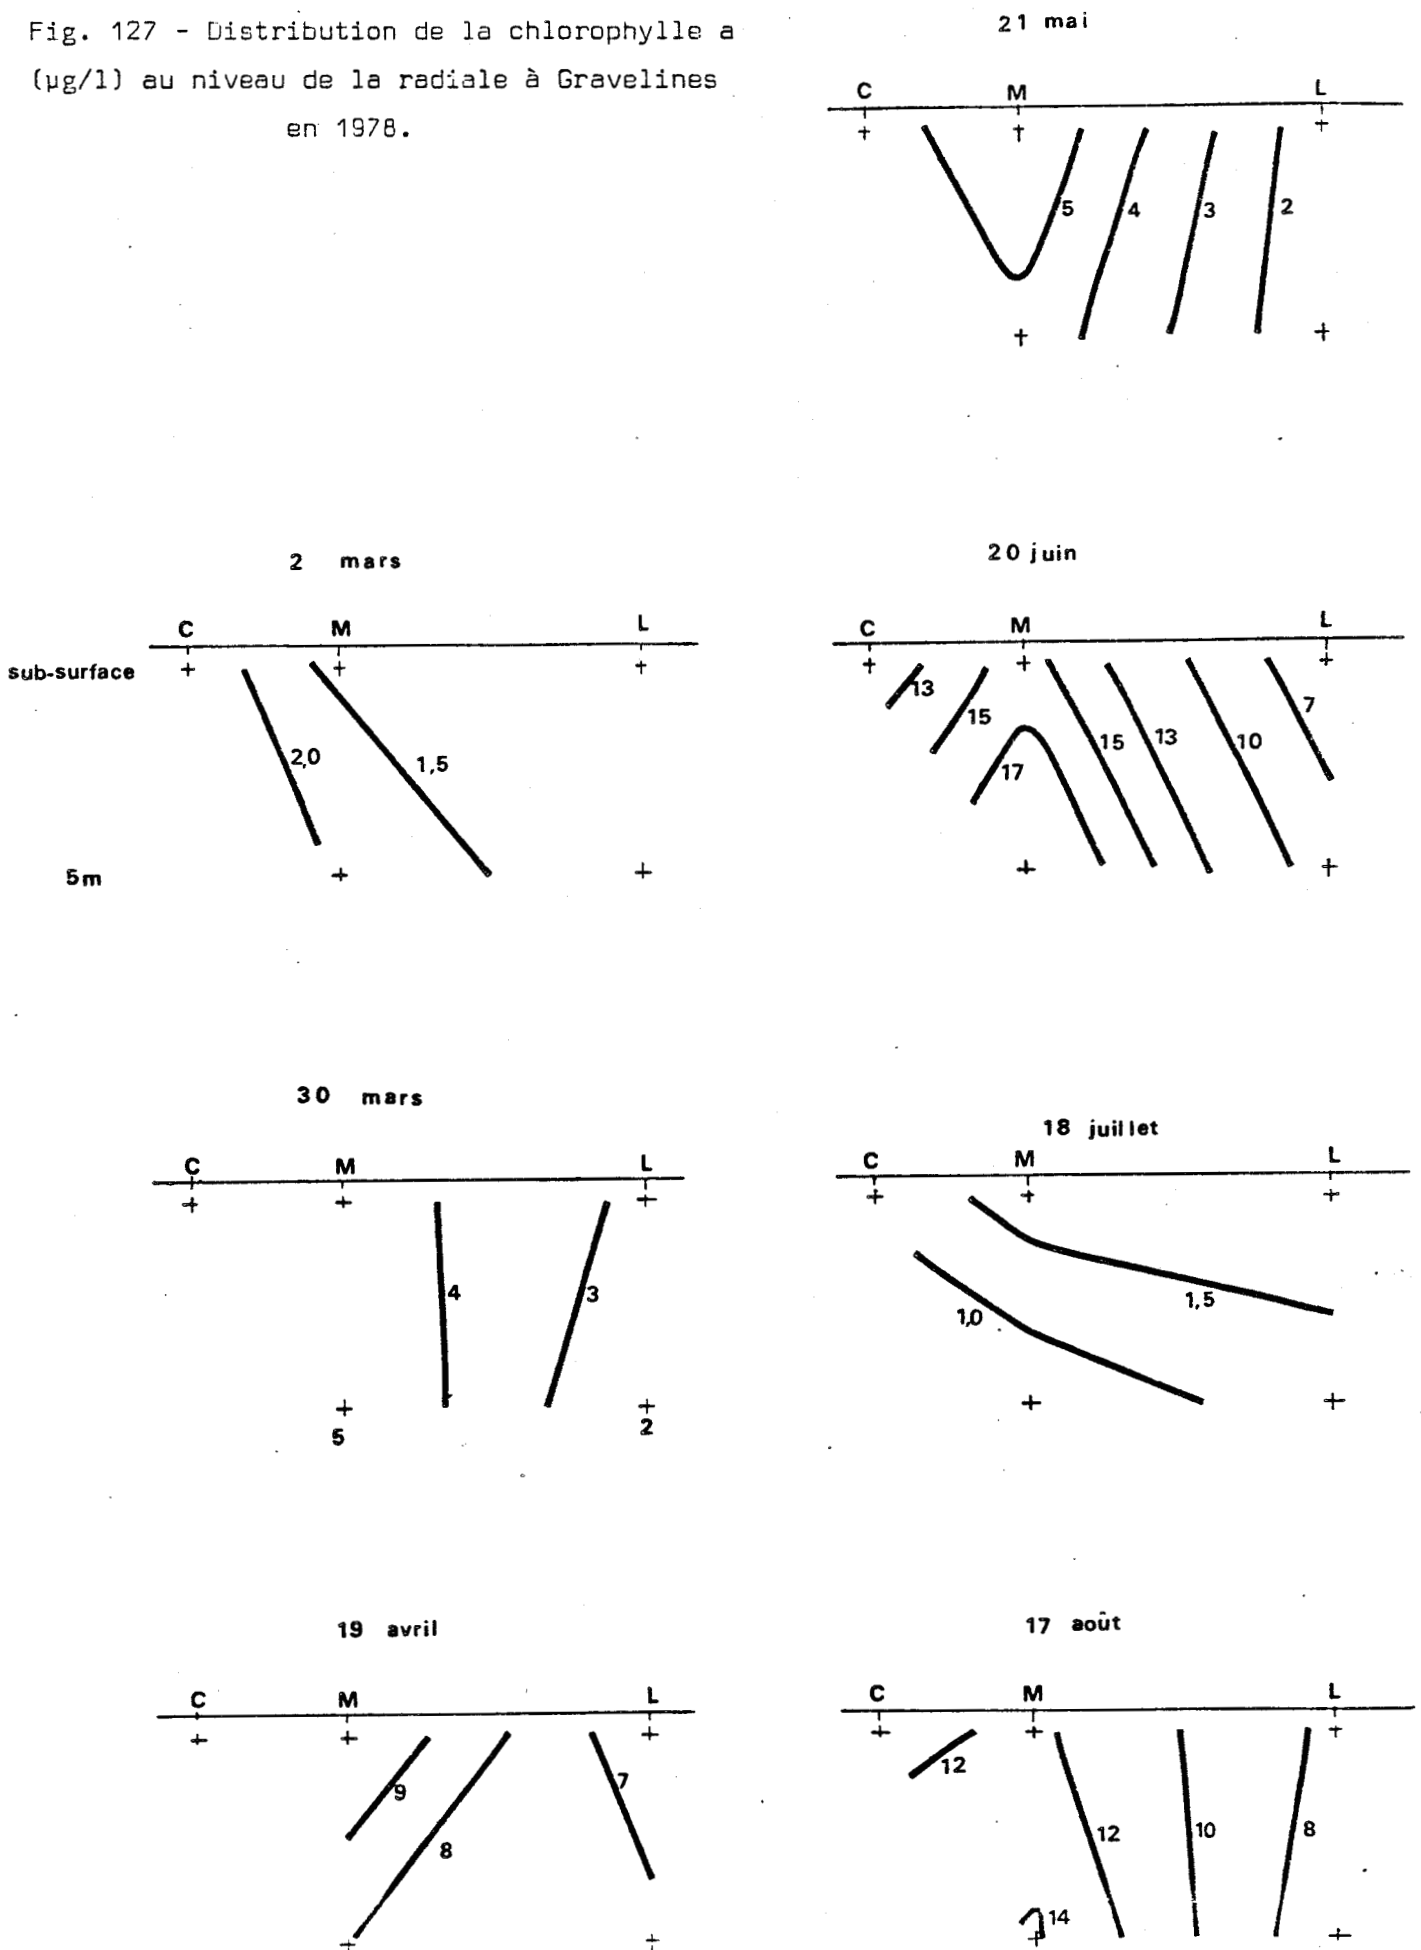 Fig. 127 - Distribution de la chlorophylle a
(µg/l) au niveau de la radiale à Gravelines
en 1978.
21 mai
C M L
5 4 3 2
2 mars
C M L
sub-surface
2,0 1,5
5m
20 juin
C M L
13 15 17 15 13 10 7
30 mars
C M L
4 3
5 2
18 juillet
C M L
1,0 1,5
19 avril
C M L
9 8 7
17 août
C M L
12 12 10 8
14